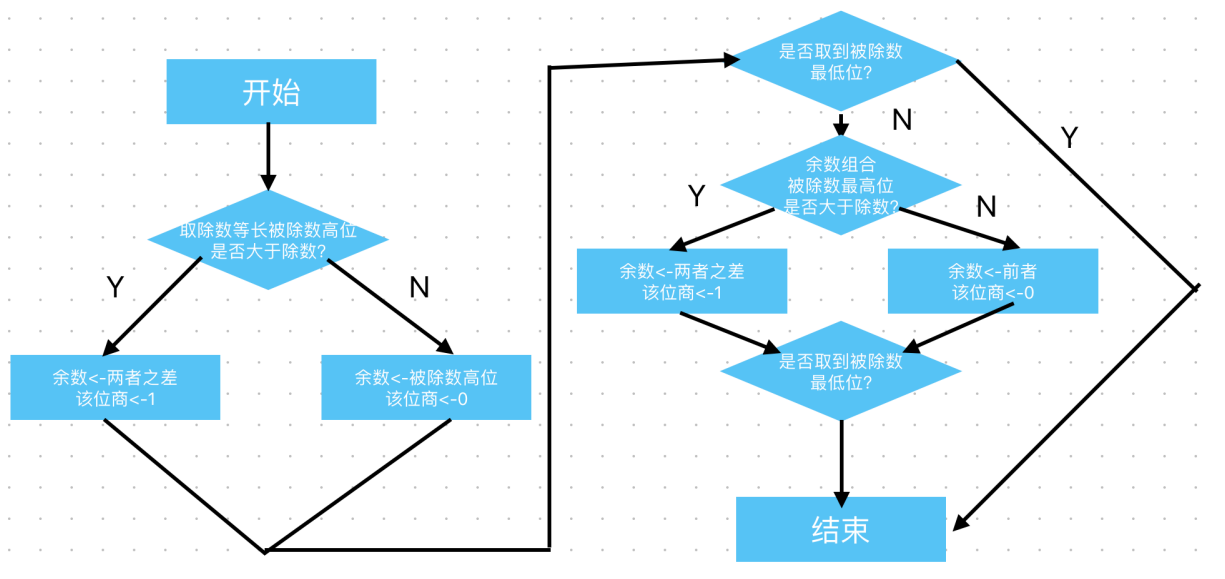 开始
取除数等长被除数高位
是否大于除数?
Y
N
余数<-两者之差
该位商<-1
余数<-被除数高位
该位商<-0
是否取到被除数
最低位?
N
Y
余数组合
被除数最高位
是否大于除数?
Y
N
余数<-两者之差
该位商<-1
余数<-前者
该位商<-0
是否取到被除数
最低位?
结束